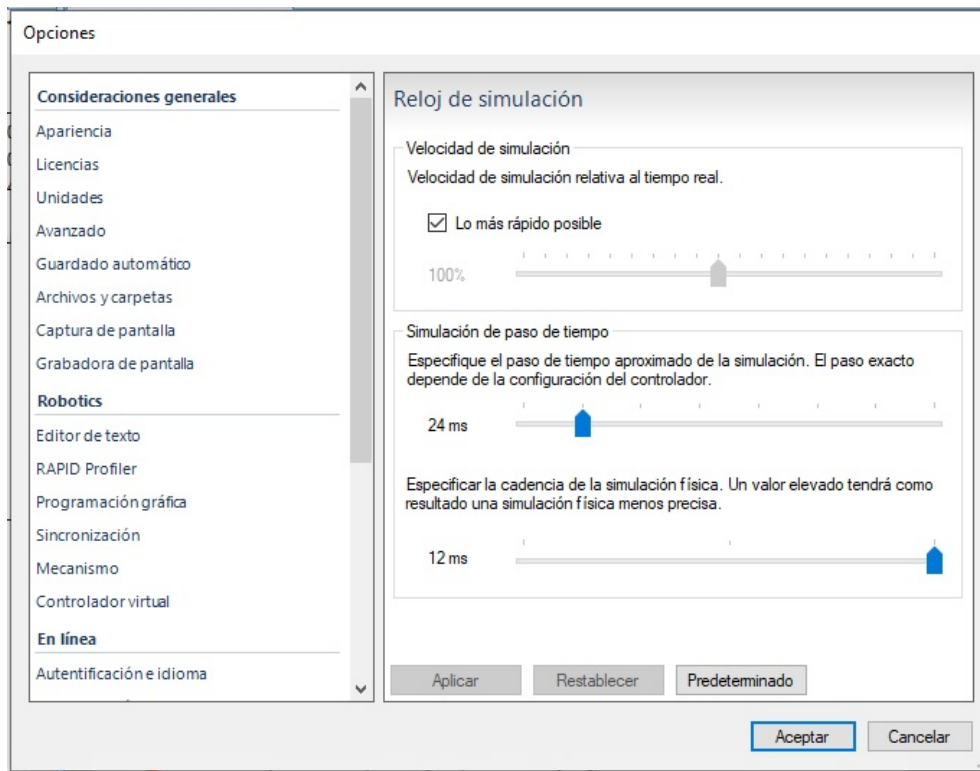 Opciones
Consideraciones generales
Apariencia
Licencias
Unidades
Avanzado
Guardado automático
Archivos y carpetas
Captura de pantalla
Grabadora de pantalla
Robotics
Editor de texto
RAPID Profiler
Programación gráfica
Sincronización
Mecanismo
Controlador virtual
En línea
Autentificación e idioma
Reloj de simulación
Velocidad de simulación
Velocidad de simulación relativa al tiempo real.
Lo más rápido posible
100%
Simulación de paso de tiempo
Especifique el paso de tiempo aproximado de la simulación. El paso exacto
depende de la configuración del controlador.
24 ms
Especificar la cadencia de la simulación física. Un valor elevado tendrá como
resultado una simulación física menos precisa.
12 ms
Aplicar
Restablecer
Predeterminado
Aceptar
Cancelar